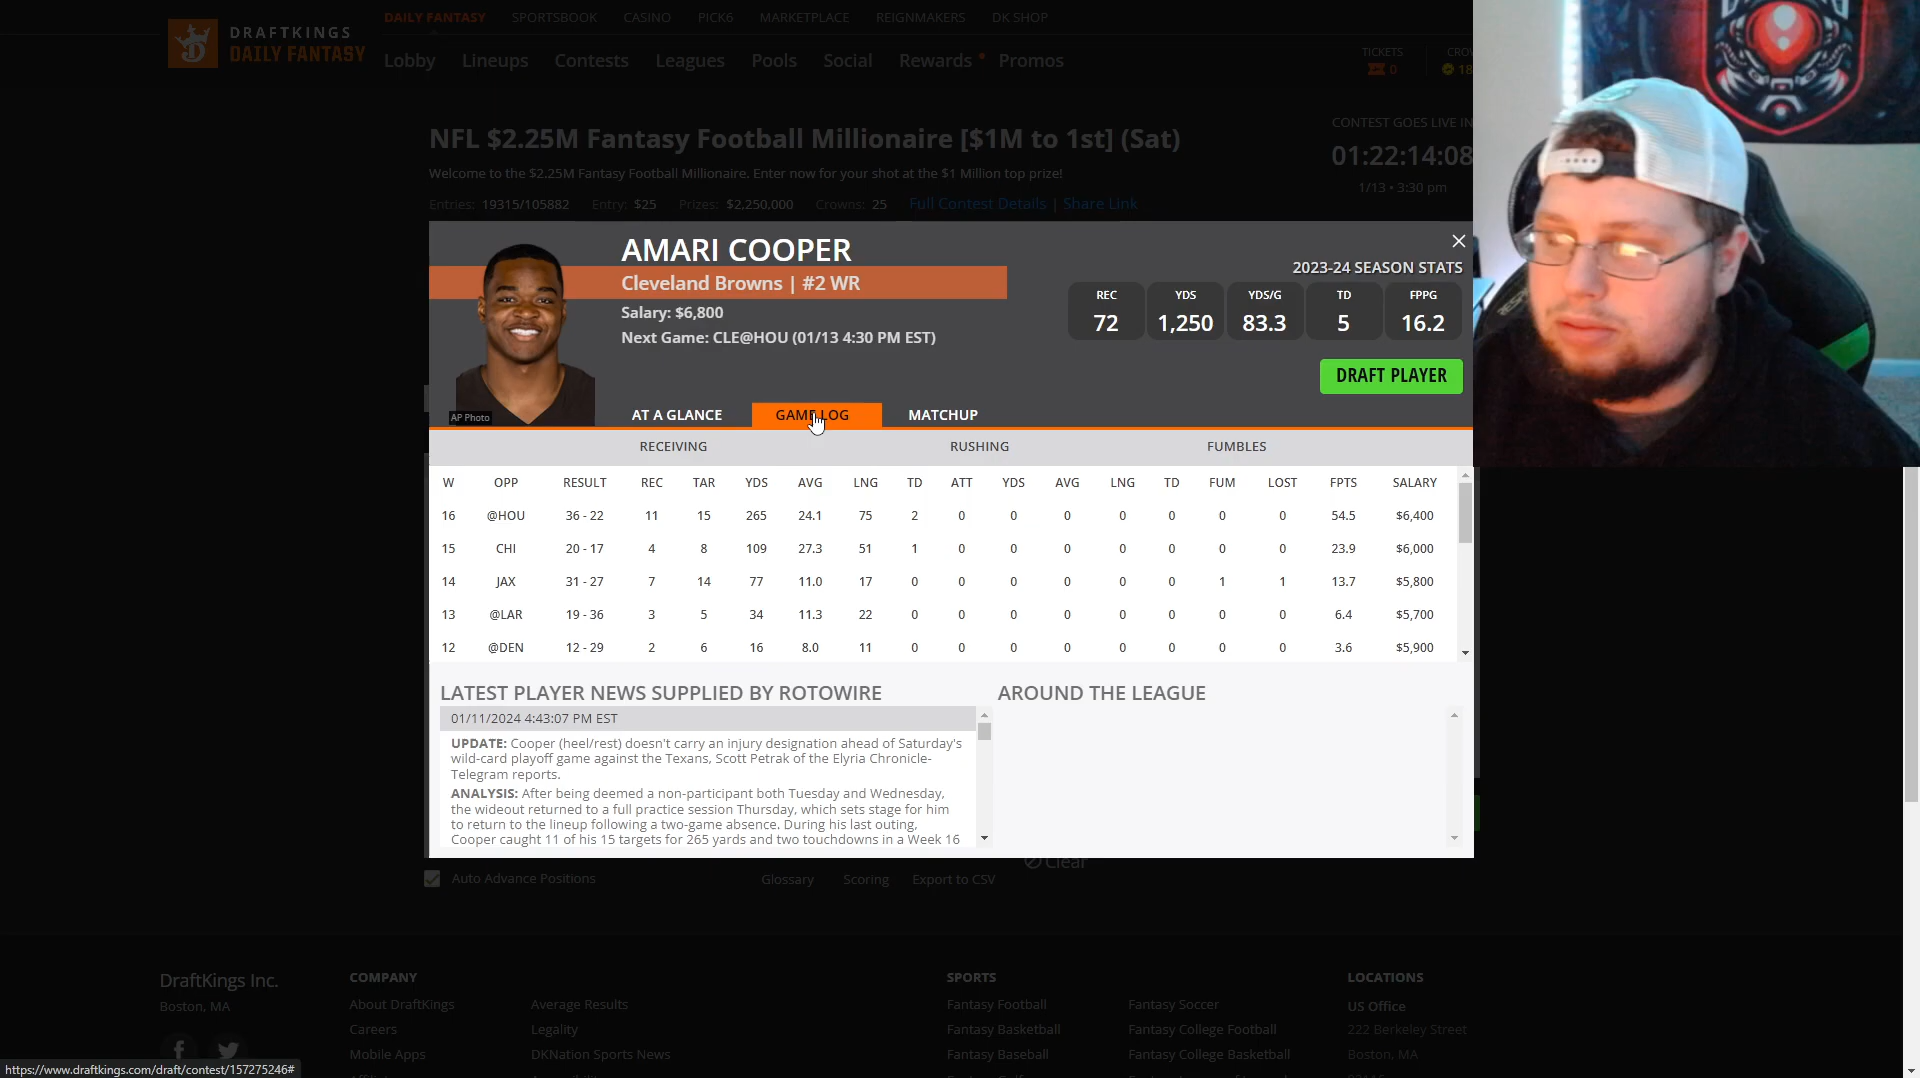 DAILY FANTASY SPORTSBOOK CASINO PICK6 MARKETPLACE REIGNMAKERS DK SHOP
DRAFTKINGS
DAILY FANTASY
Lobby Lineups Contests Leagues Pools Social Rewards Promos
TICKETS
0
18
NFL $2.25M Fantasy Football Millionaire [$1M to 1st] (Sat)
Welcome to the $2.25M Fantasy Football Millionaire. Enter now for your shot at the $1 Million top prize!
Entries: 19315/105882 Entry: $25 Prizes: $2,250,000 Crowns: 25 Full Contest Details | Share Link
CONTEST GOES LIVE IN
01:22:14:08
1/13 • 3:30 pm
AMARI COOPER
Cleveland Browns | #2 WR
Salary: $6,800
Next Game: CLE@HOU (01/13 4:30 PM EST)
AP Photo
2023-24 SEASON STATS
REC YDS YDS/G TD FPPG
72 1,250 83.3 5 16.2
DRAFT PLAYER
AT A GLANCE GAME LOG MATCHUP
RECEIVING RUSHING FUMBLES
W OPP RESULT REC TAR YDS AVG LNG TD ATT YDS AVG LNG TD FUM LOST FPTS SALARY
16 @HOU 36 - 22 11 15 265 24.1 75 2 0 0 0 0 0 0 0 54.5 $6,400
15 CHI 20 - 17 4 8 109 27.3 51 1 0 0 0 0 0 0 0 23.9 $6,000
14 JAX 31 - 27 7 14 77 11.0 17 0 0 0 0 0 0 1 1 13.7 $5,800
13 @LAR 19 - 36 3 5 34 11.3 22 0 0 0 0 0 0 0 0 6.4 $5,700
12 @DEN 12 - 29 2 6 16 8.0 11 0 0 0 0 0 0 0 0 3.6 $5,900
LATEST PLAYER NEWS SUPPLIED BY ROTOWIRE
01/11/2024 4:43:07 PM EST
UPDATE: Cooper (heel/rest) doesn't carry an injury designation ahead of Saturday's
wild-card playoff game against the Texans, Scott Petrak of the Elyria Chronicle-
Telegram reports.
ANALYSIS: After being deemed a non-participant both Tuesday and Wednesday,
the wideout returned to a full practice session Thursday, which sets stage for him
to return to the lineup following a two-game absence. During his last outing,
Cooper caught 11 of his 15 targets for 265 yards and two touchdowns in a Week 16
AROUND THE LEAGUE
Clear
Auto Advance Positions
Glossary Scoring Export to CSV
DraftKings Inc.
Boston, MA
COMPANY
About DraftKings
Careers
Mobile Apps
Average Results
Legality
DKNation Sports News
SPORTS
Fantasy Football
Fantasy Basketball
Fantasy Baseball
Fantasy Soccer
Fantasy College Football
Fantasy College Basketball
LOCATIONS
US Office
222 Berkeley Street
Boston, MA
https://www.draftkings.com/draft/contest/157275246#